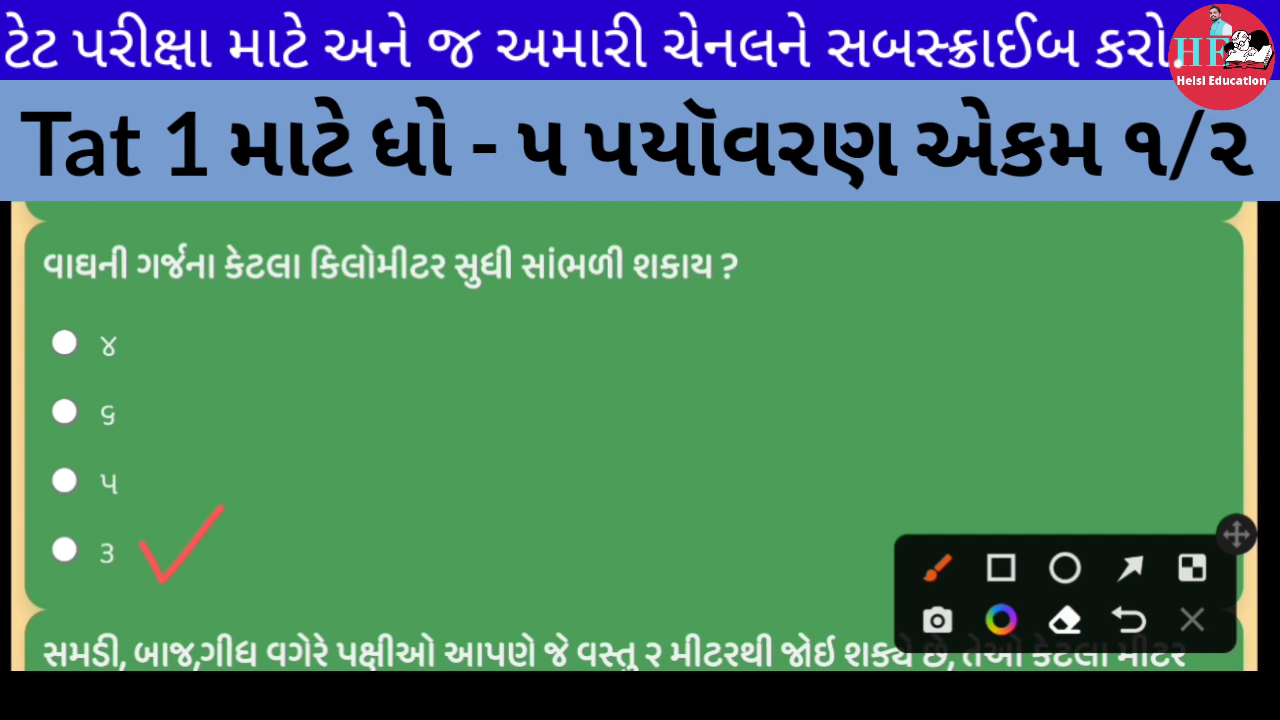 ટેટ પરીક્ષા માટે અને જ અમારી ચેનલને સબસ્ક્રાઈબ કરો.
HE
Helsi Education
Tat 1 માટે ધો - ૫ પર્યાવરણ એકમ ૧/૨
વાઘની ગર્જના કેટલા કિલોમીટર સુધી સાંભળી શકાય ?
૪
૬
૫
૩
સમડી, બાજ,ગીધ વગેરે પક્ષીઓ આપણે જે વસ્તુ ૨ મીટરથી જોઇ શક્યે છે, તેઓ કેટલા મીટર